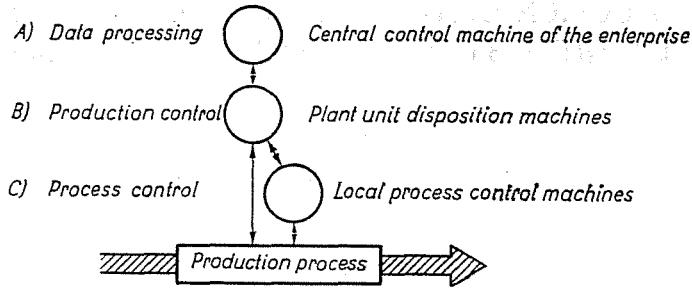 A) Data processing Central control machine of the enterprise
B) Production control Plant unit disposition machines
C) Process control Local process control machines
Production process